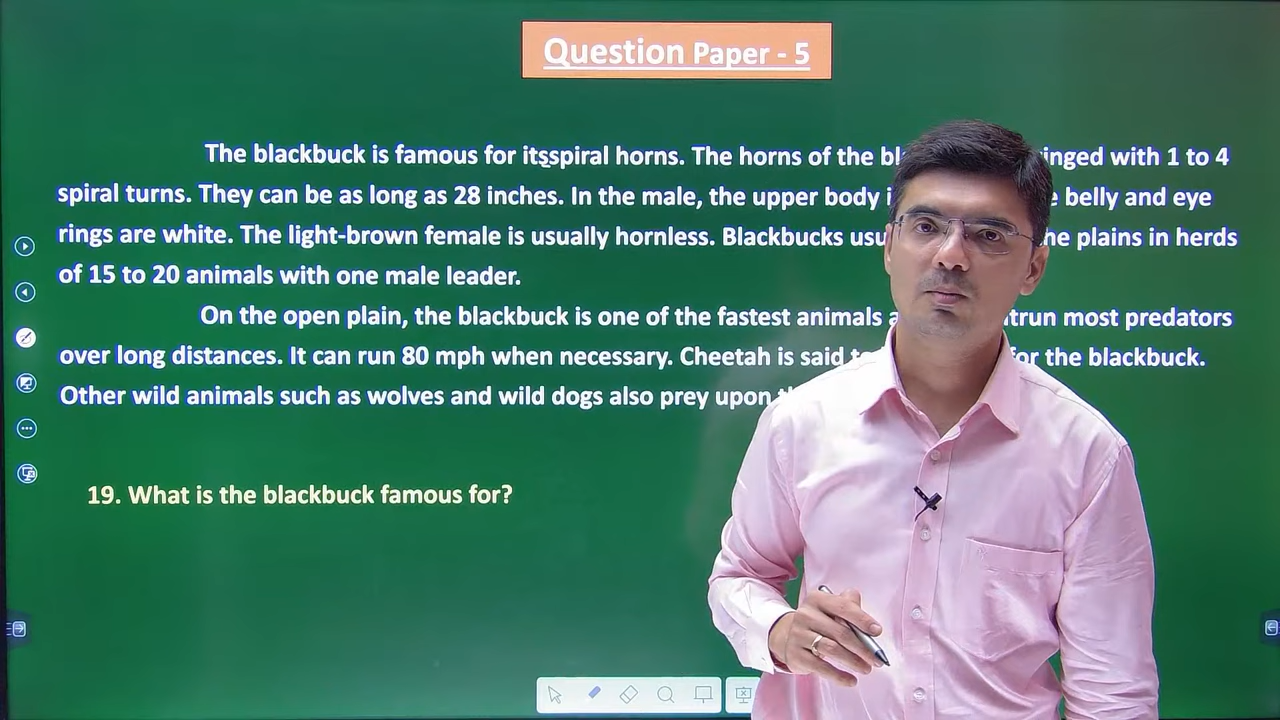 Question Paper - 5
The blackbuck is famous for itsspiral horns. The horns of the ringed with 1 to 4
spiral turns. They can be as long as 28 inches. In the male, the upper body belly and eye
rings are white. The light-brown female is usually hornless. Blackbucks plains in herds
of 15 to 20 animals with one male leader.
On the open plain, the blackbuck is one of the fastest animals most predators
over long distances. It can run 80 mph when necessary. Cheetah is said for the blackbuck.
Other wild animals such as wolves and wild dogs also prey upon
19. What is the blackbuck famous for?